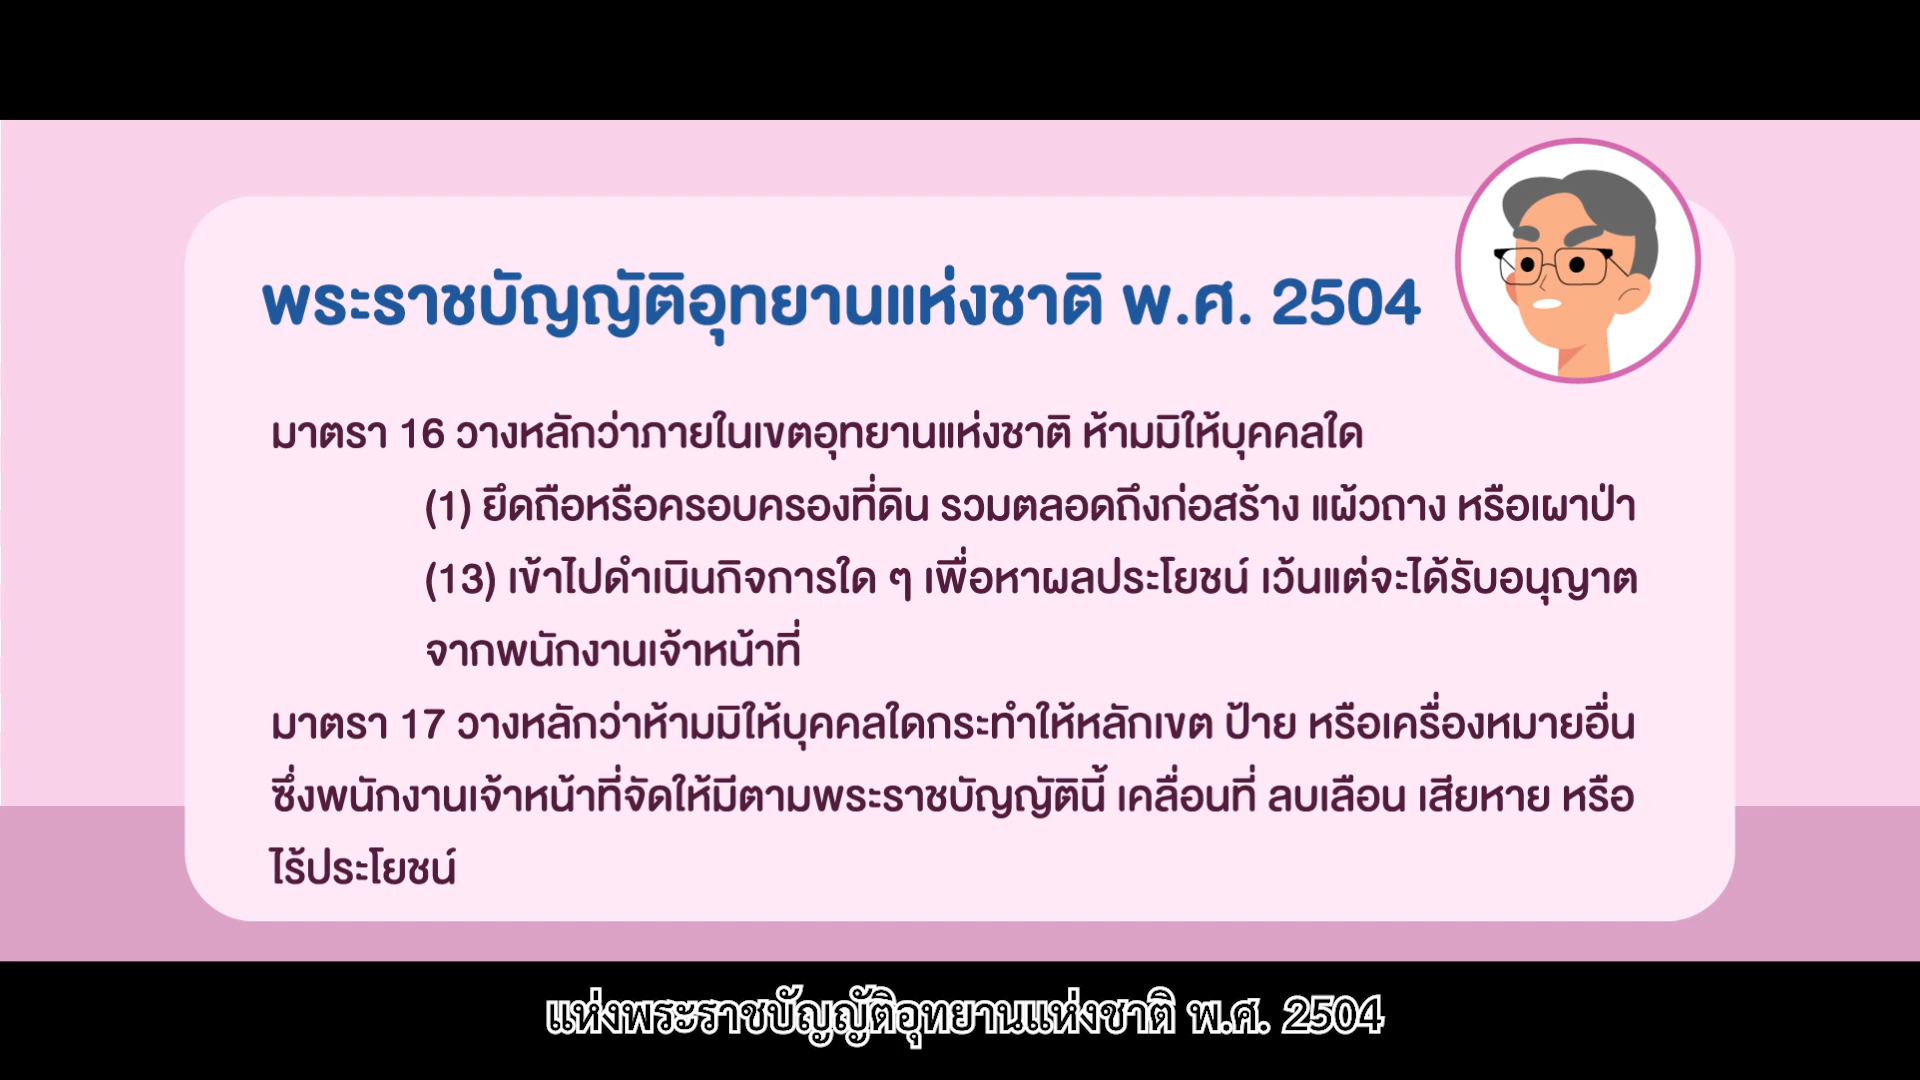 พระราชบัญญัติอุทยานแห่งชาติ พ.ศ. 2504
มาตรา 16 วางหลักว่าภายในเขตอุทยานแห่งชาติ ห้ามมิให้บุคคลใด
(1) ยึดถือหรือครอบครองที่ดิน รวมตลอดถึงก่อสร้าง แผ้วถาง หรือเผาป่า
(13) เข้าไปดำเนินกิจการใด ๆ เพื่อหาผลประโยชน์ เว้นแต่จะได้รับอนุญาต
จากพนักงานเจ้าหน้าที่
มาตรา 17 วางหลักว่าห้ามมิให้บุคคลใดกระทำให้หลักเขต ป้าย หรือเครื่องหมายอื่น
ซึ่งพนักงานเจ้าหน้าที่จัดให้มีตามพระราชบัญญัตินี้ เคลื่อนที่ ลบเลือน เสียหาย หรือ
ไร้ประโยชน์
แห่งพระราชบัญญัติอุทยานแห่งชาติ พ.ศ. 2504